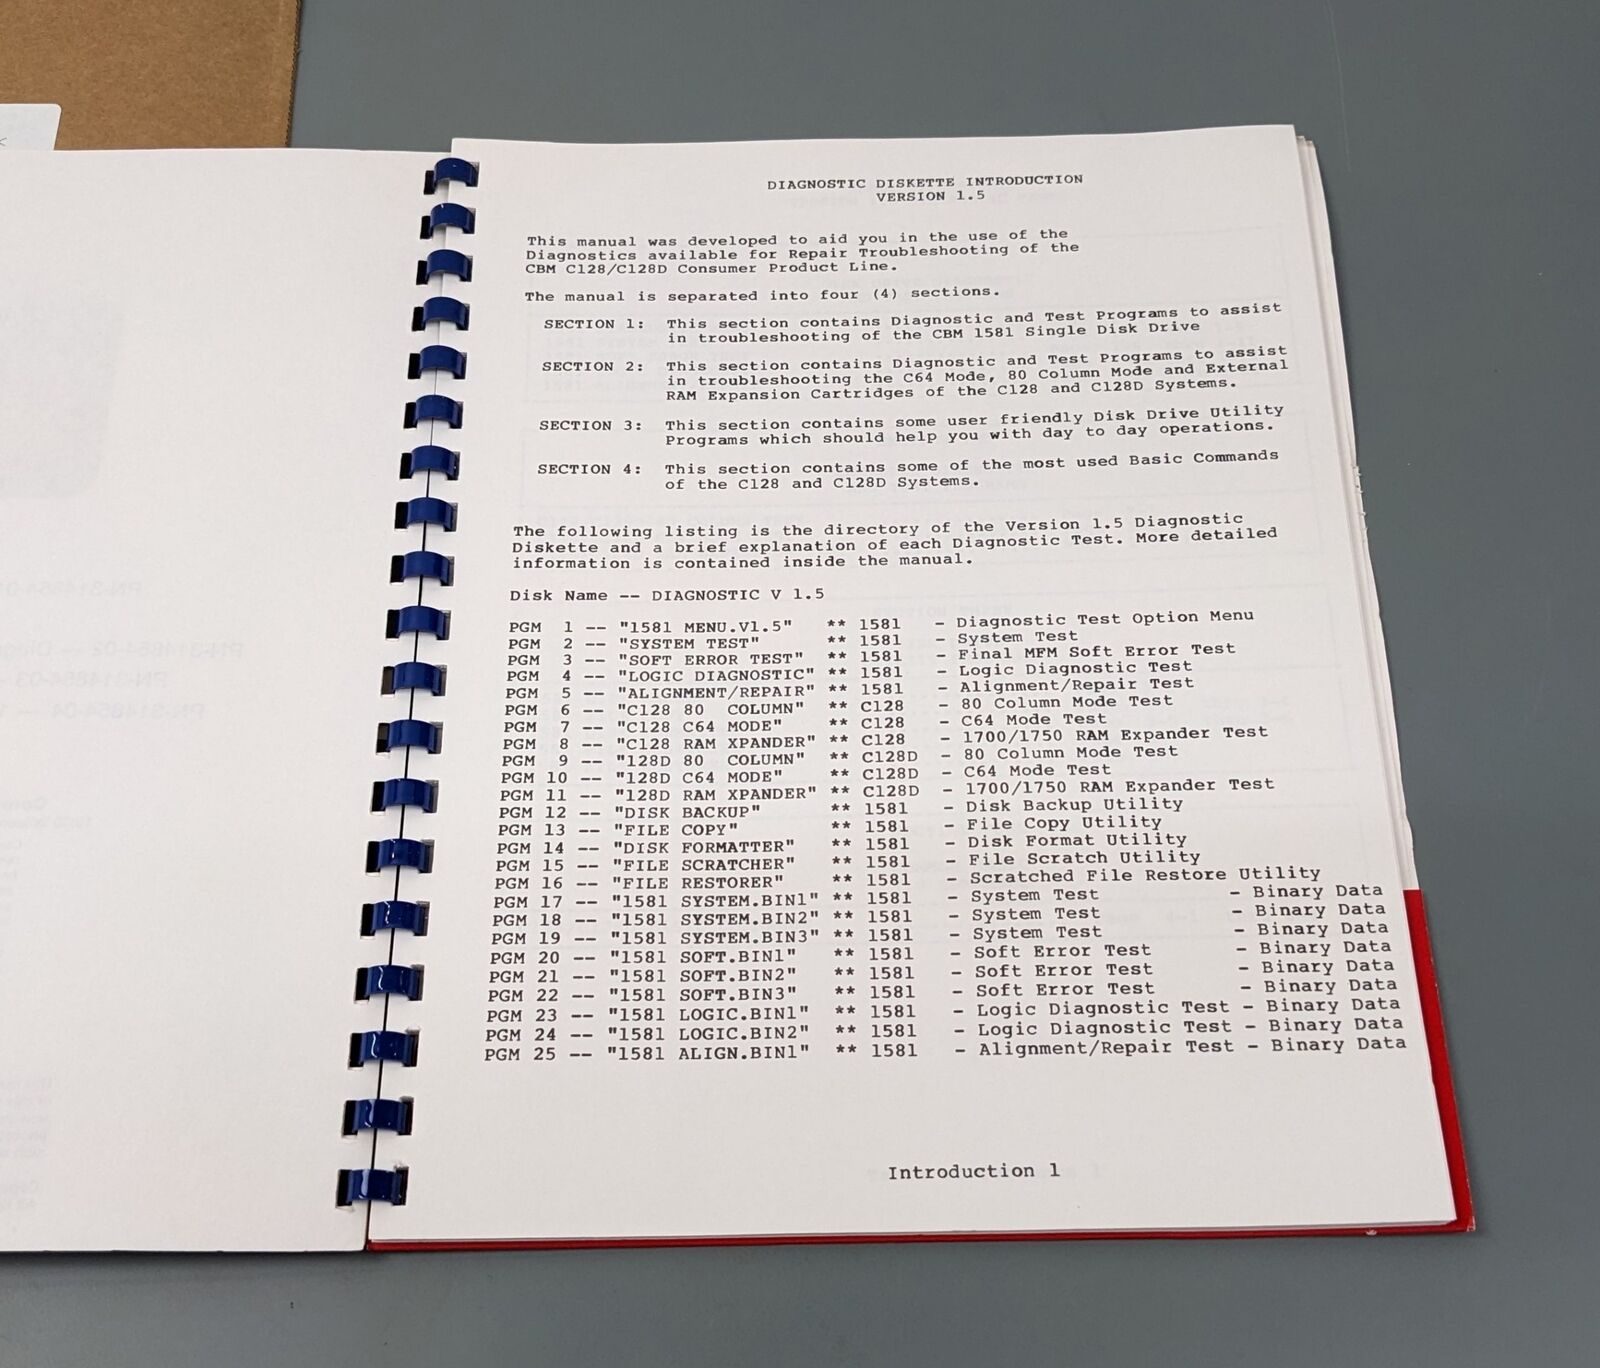 DIAGNOSTIC DISKETTE INTRODUCTION
VERSION 1.5
This manual was developed to aid you in the use of the
Diagnostics available for Repair Troubleshooting of the
CBM C128/C128D Consumer Product Line.
The manual is separated into four (4) sections.
SECTION 1: This section contains Diagnostic and Test Programs to assist
in troubleshooting of the CBM 1581 Single Disk Drive
SECTION 2: This section contains Diagnostic and Test Programs to assist
in troubleshooting the C64 Mode, 80 Column Mode and External
RAM Expansion Cartridges of the C128 and C128D Systems.
SECTION 3: This section contains some user friendly Disk Drive Utility
Programs which should help you with day to day operations.
SECTION 4: This section contains some of the most used Basic Commands
of the C128 and C128D Systems.
The following listing is the directory of the Version 1.5 Diagnostic
Diskette and a brief explanation of each Diagnostic Test. More detailed
information is contained inside the manual.
Disk Name -- DIAGNOSTIC V 1.5
PGM 1 -- "1581 MENU.V1.5" ** 1581 - Diagnostic Test Option Menu
PGM 2 -- "SYSTEM TEST" ** 1581 - System Test
PGM 3 -- "SOFT ERROR TEST" ** 1581 - Final MFM Soft Error Test
PGM 4 -- "LOGIC DIAGNOSTIC" ** 1581 - Logic Diagnostic Test
PGM 5 -- "ALIGNMENT/REPAIR" ** 1581 - Alignment/Repair Test
PGM 6 -- "C128 80 COLUMN" ** C128 - 80 Column Mode Test
PGM 7 -- "C128 C64 MODE" ** C128 - C64 Mode Test
PGM 8 -- "C128 RAM XPANDER" ** C128 - 1700/1750 RAM Expander Test
PGM 9 -- "128D 80 COLUMN" ** C128D - 80 Column Mode Test
PGM 10 -- "128D C64 MODE" ** C128D - C64 Mode Test
PGM 11 -- "128D RAM XPANDER" ** C128D - 1700/1750 RAM Expander Test
PGM 12 -- "DISK BACKUP" ** 1581 - Disk Backup Utility
PGM 13 -- "FILE COPY" ** 1581 - File Copy Utility
PGM 14 -- "DISK FORMATTER" ** 1581 - Disk Format Utility
PGM 15 -- "FILE SCRATCHER" ** 1581 - File Scratch Utility
PGM 16 -- "FILE RESTORER" ** 1581 - Scratched File Restore Utility
PGM 17 -- "1581 SYSTEM.BIN1" ** 1581 - System Test - Binary Data
PGM 18 -- "1581 SYSTEM.BIN2" ** 1581 - System Test - Binary Data
PGM 19 -- "1581 SYSTEM.BIN3" ** 1581 - System Test - Binary Data
PGM 20 -- "1581 SOFT.BIN1" ** 1581 - Soft Error Test - Binary Data
PGM 21 -- "1581 SOFT.BIN2" ** 1581 - Soft Error Test - Binary Data
PGM 22 -- "1581 SOFT.BIN3" ** 1581 - Soft Error Test - Binary Data
PGM 23 -- "1581 LOGIC.BIN1" ** 1581 - Logic Diagnostic Test - Binary Data
PGM 24 -- "1581 LOGIC.BIN2" ** 1581 - Logic Diagnostic Test - Binary Data
PGM 25 -- "1581 ALIGN.BIN1" ** 1581 - Alignment/Repair Test - Binary Data
Introduction 1